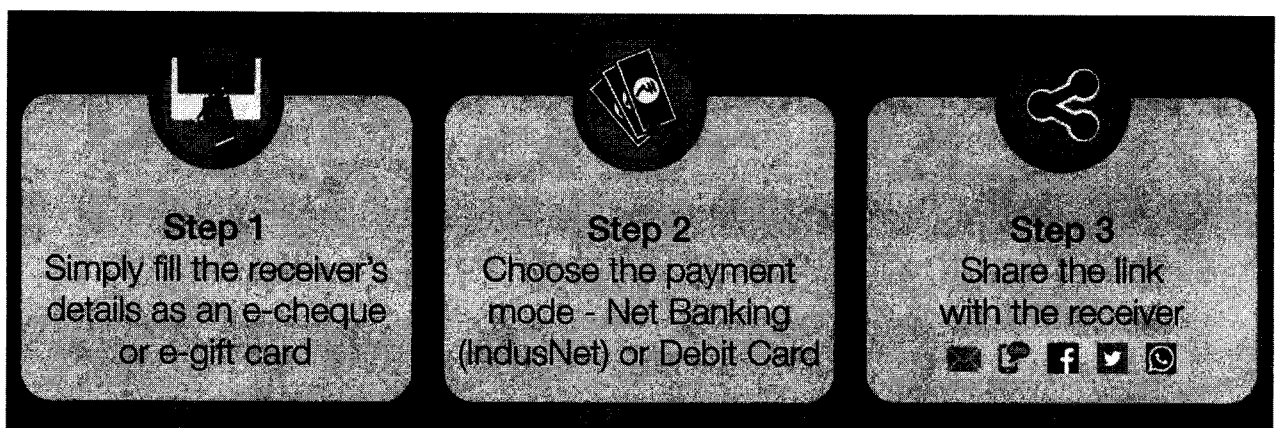 Step 1
Simply fill the receiver's
details as an e-cheque
or e-gift card
Step 2
Choose the payment
mode - Net Banking
(IndusNet) or Debit Card
Step 3
Share the link
with the receiver